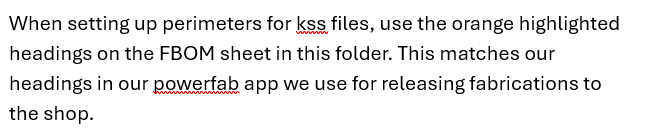 When setting up perimeters for kss files, use the orange highlighted
headings on the FBOM sheet in this folder. This matches our
headings in our powerfab app we use for releasing fabrications to
the shop.